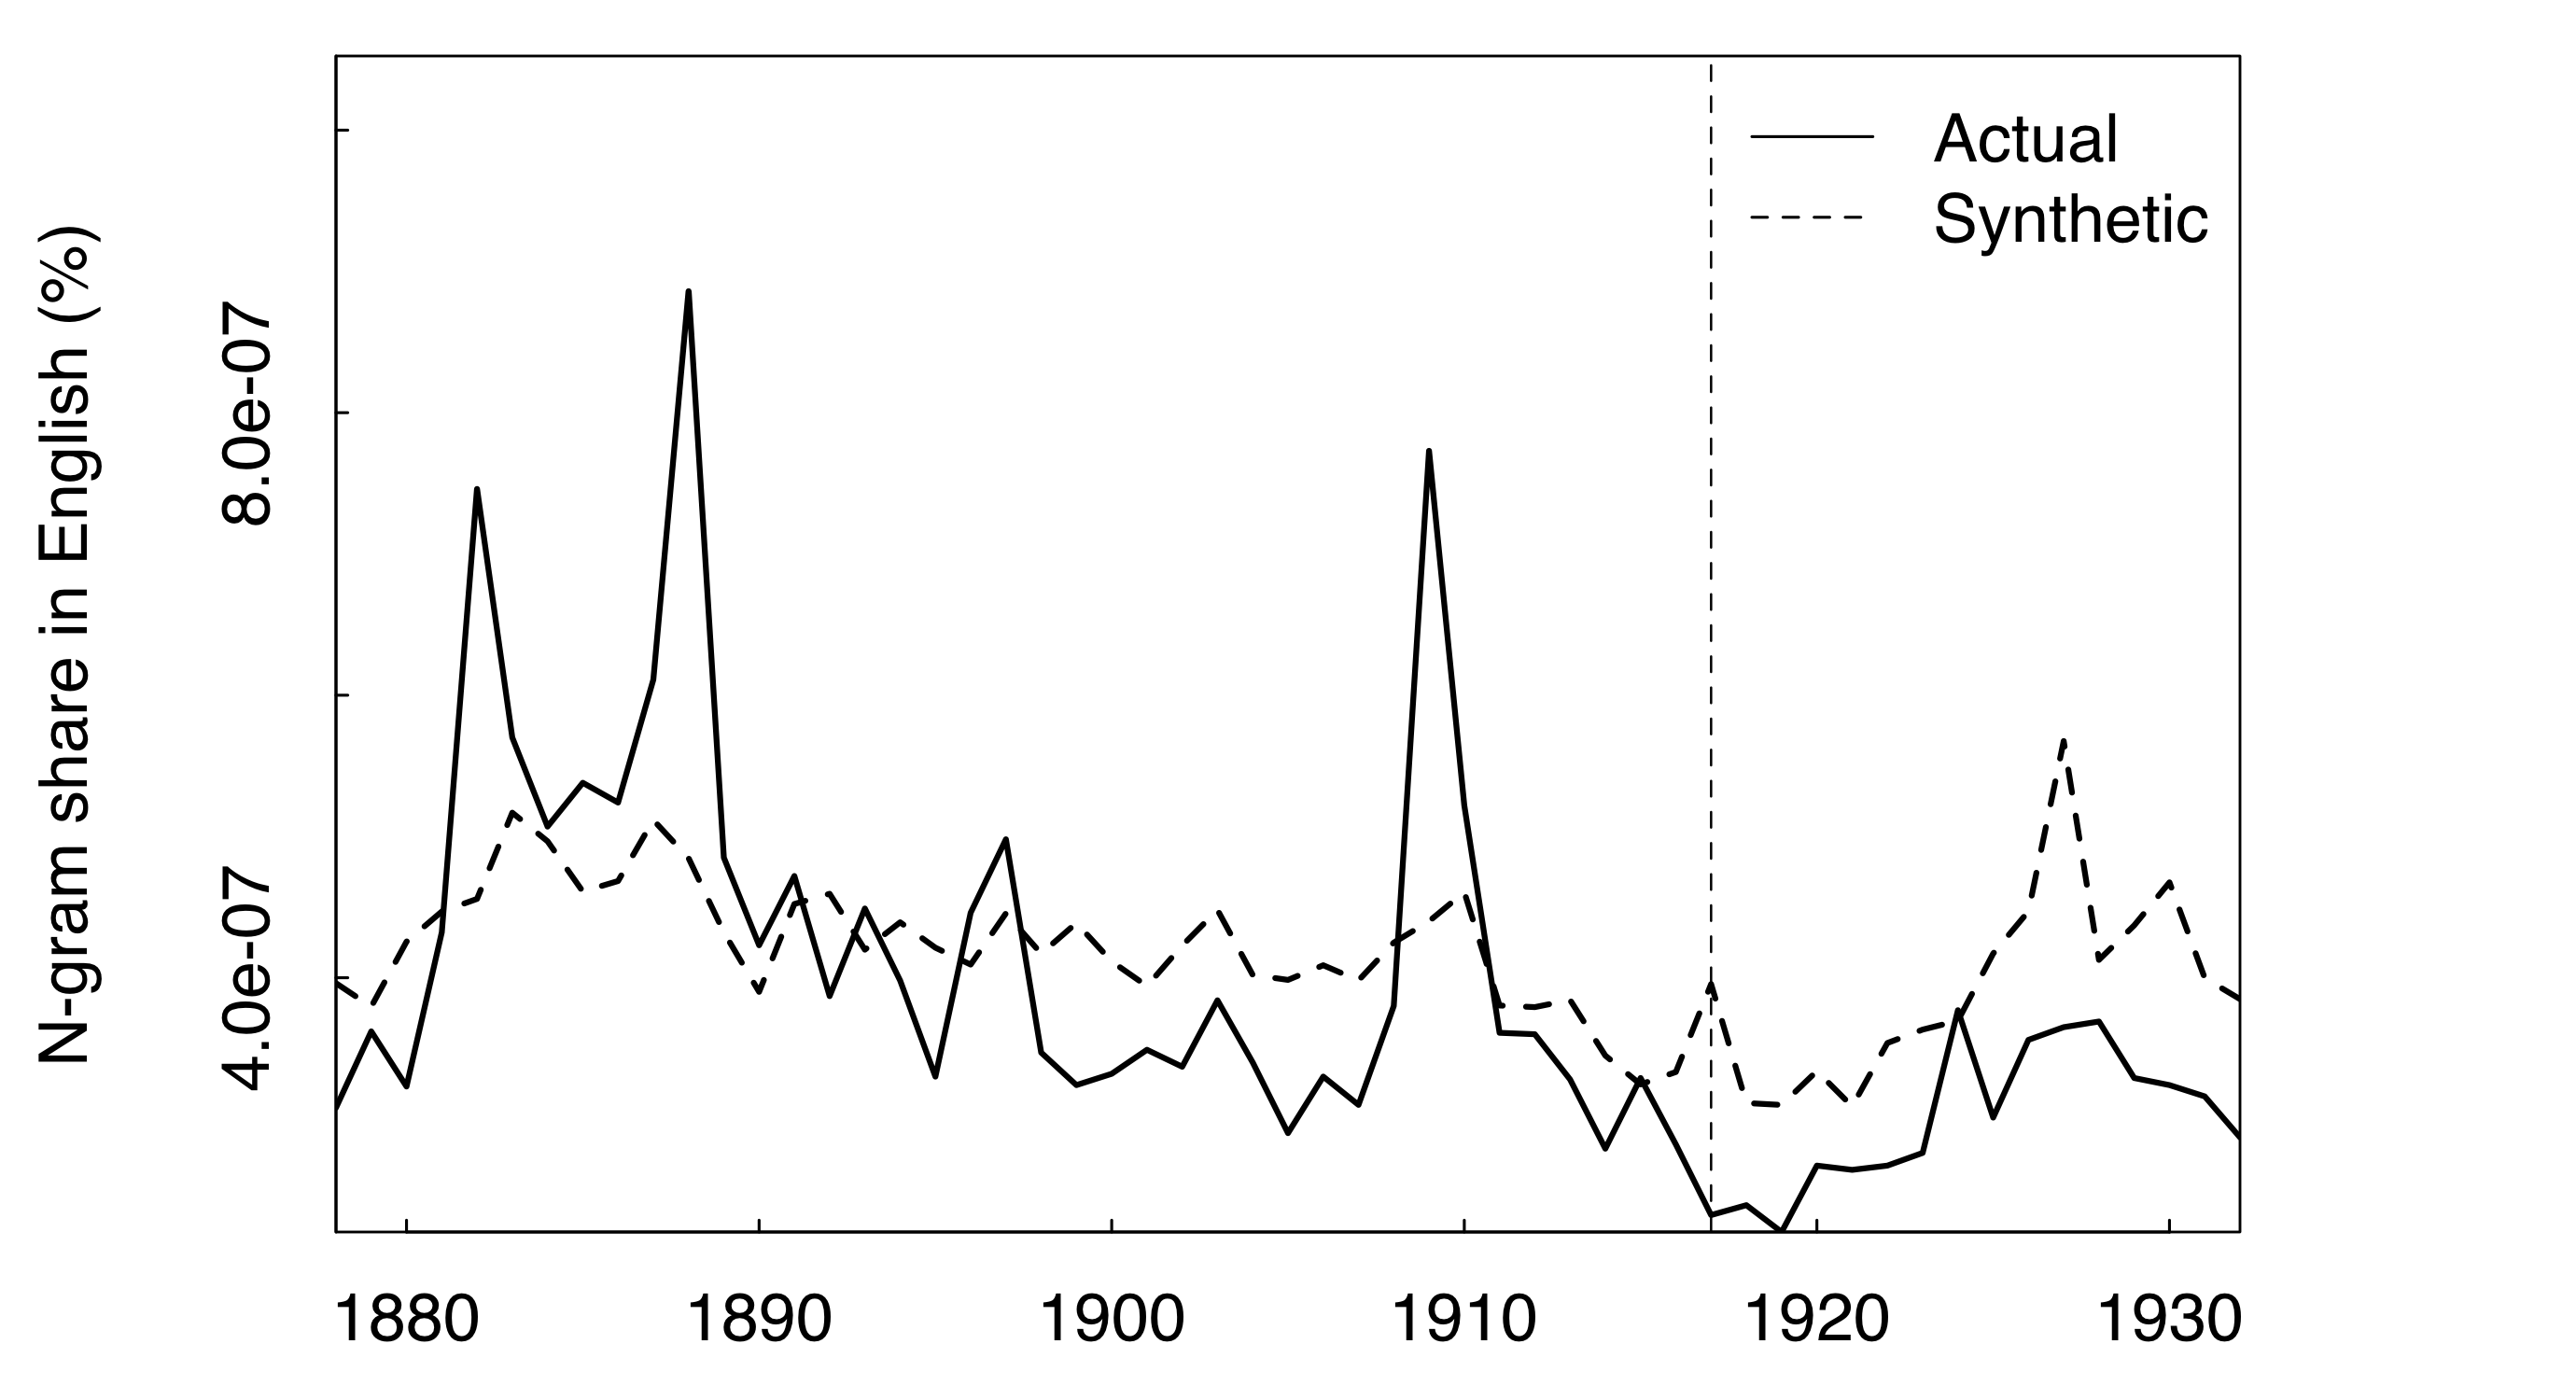 N-gram share in English (%)
8.0e-07
4.0e-07
Actual
Synthetic
1880 1890 1900 1910 1920 1930